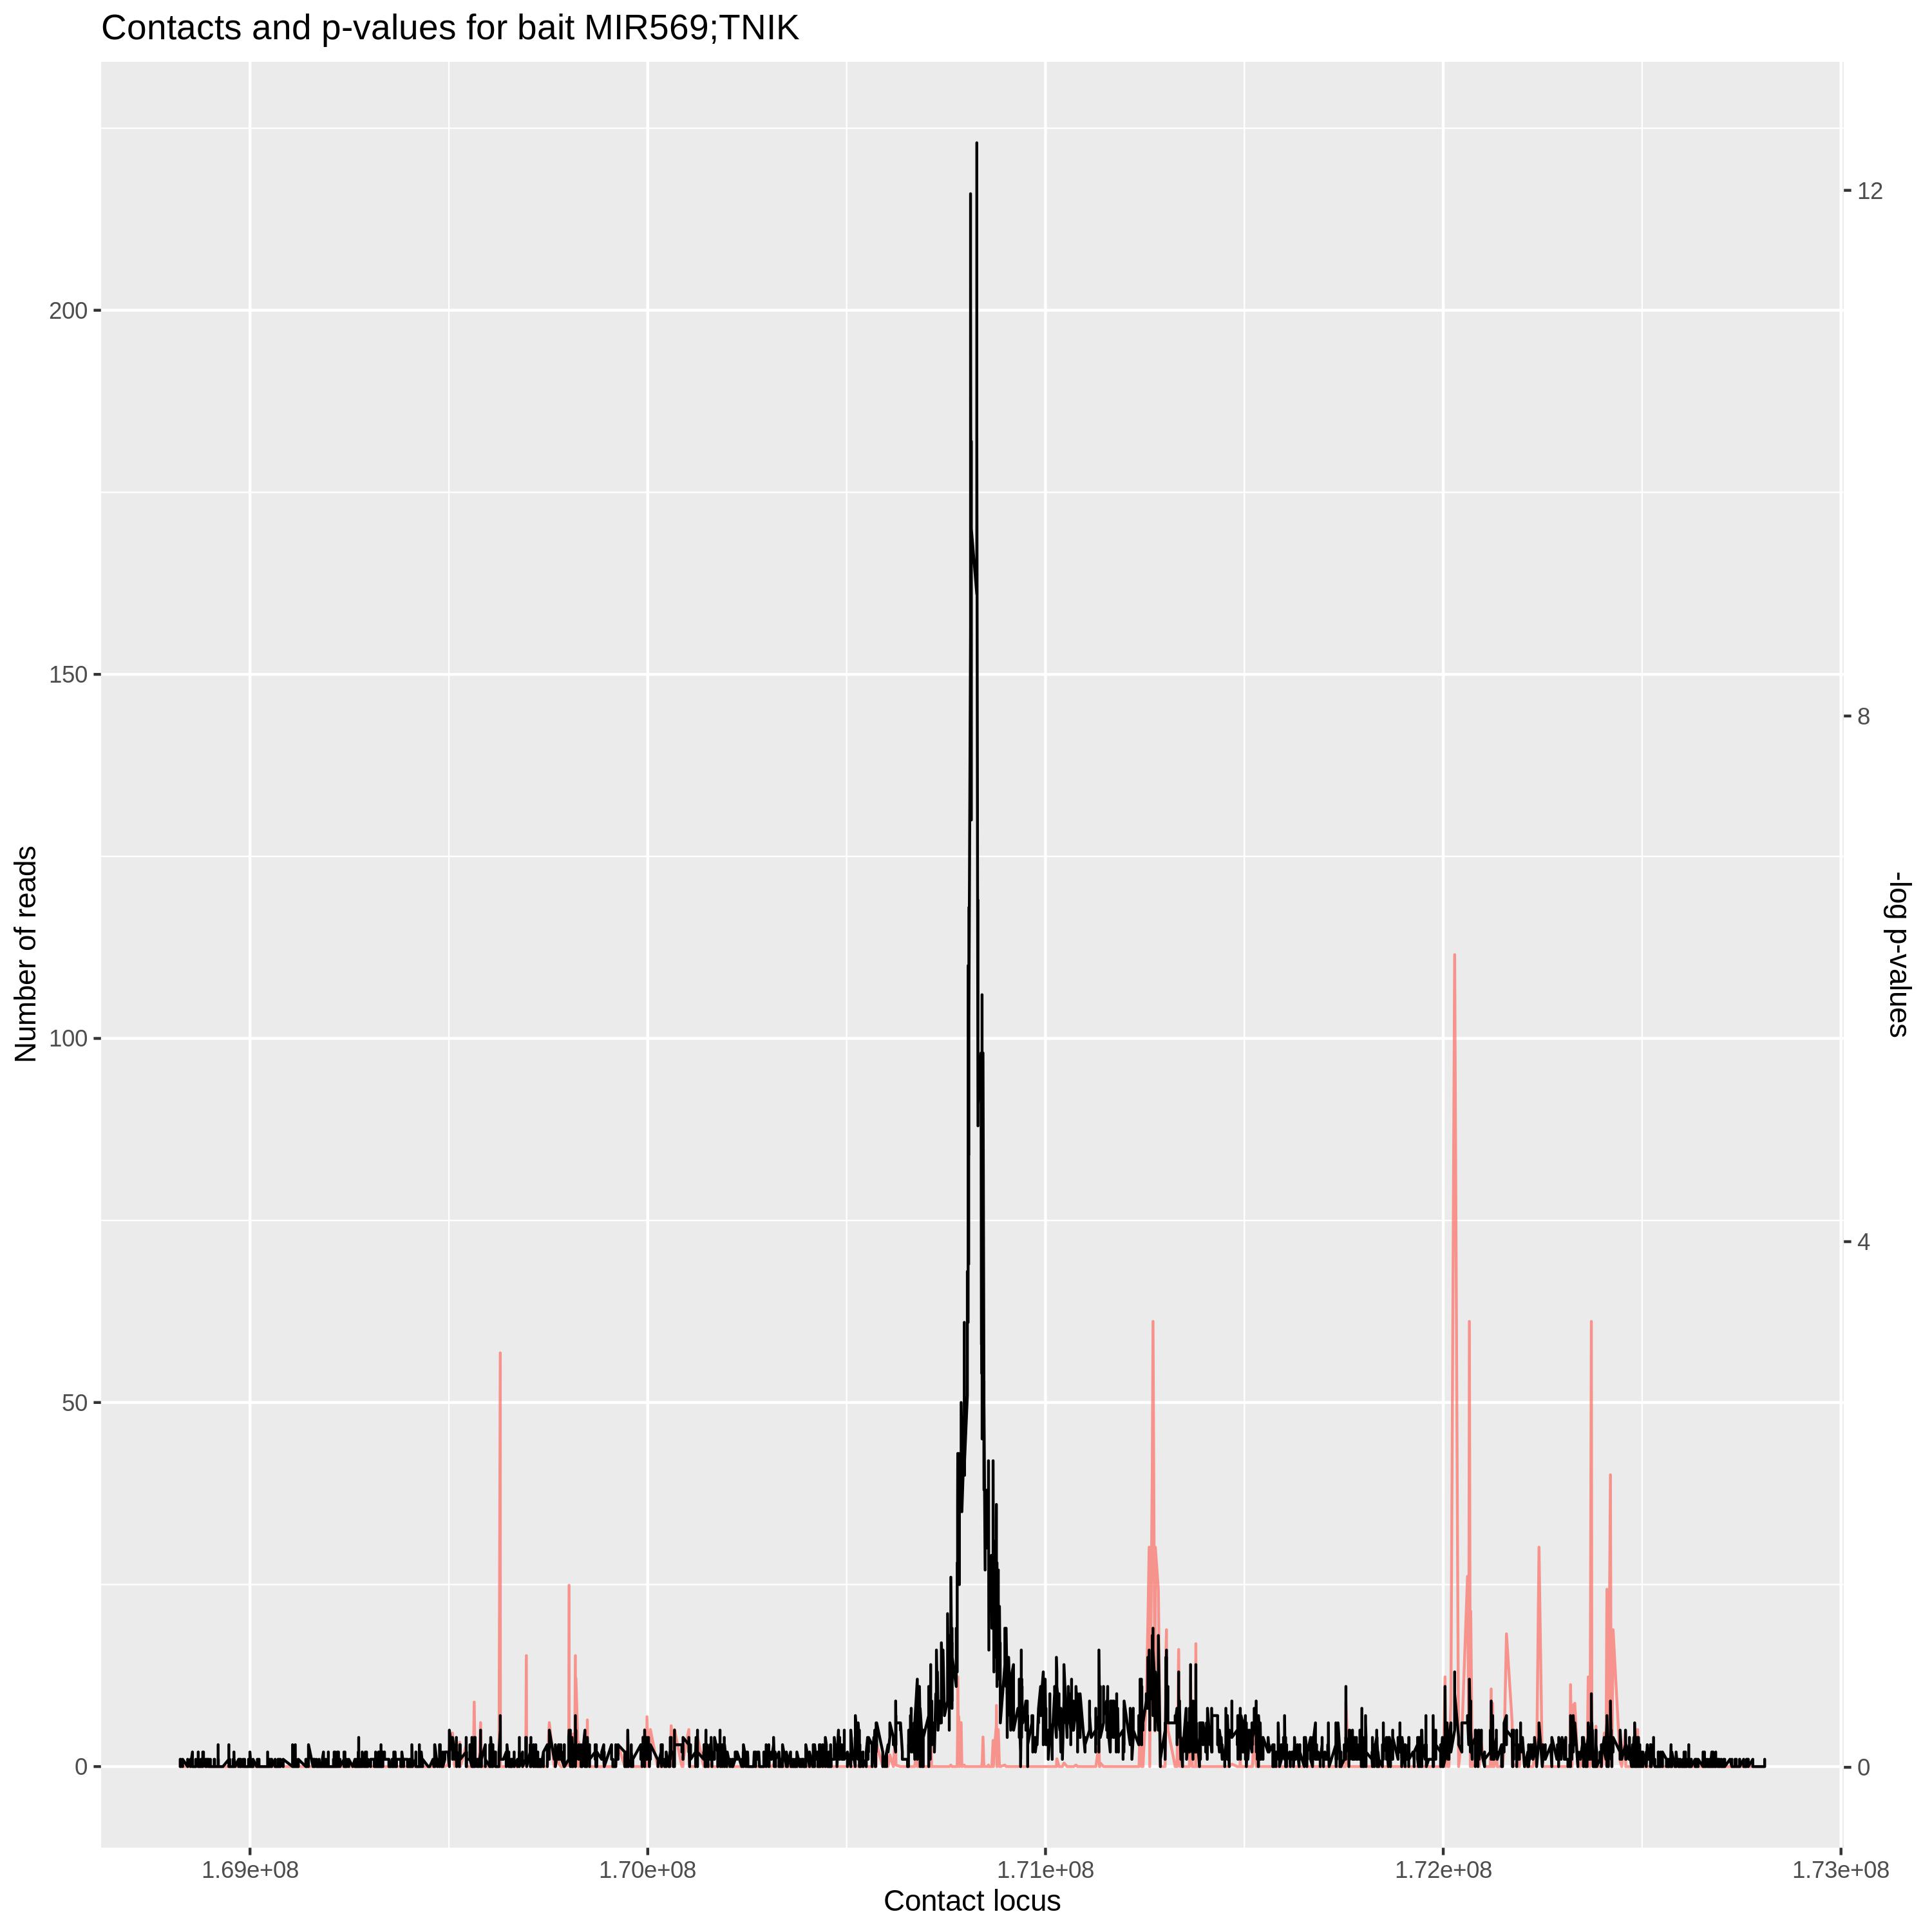 Contacts and p-values for bait MIR569;TNIK
Number of reads
200
150
100
50
0
12
8
4
0
-log p-values
1.69e+08
1.70e+08
1.71e+08
1.72e+08
1.73e+08
Contact locus